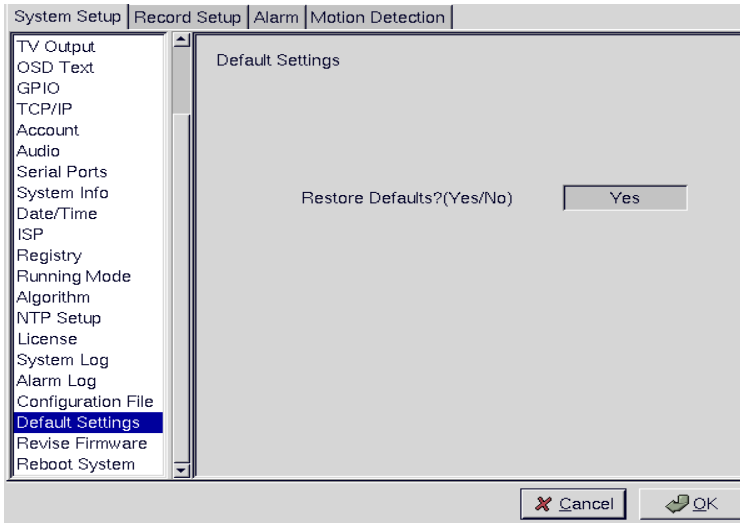 System Setup Record Setup Alarm Motion Detection
TV Output
OSD Text
GPIO
TCP/IP
Account
Audio
Serial Ports
System Info
Date/Time
ISP
Registry
Running Mode
Algorithm
NTP Setup
License
System Log
Alarm Log
Configuration File
Default Settings
Revise Firmware
Reboot System
Default Settings
Restore Defaults?(Yes/No) Yes
Cancel OK